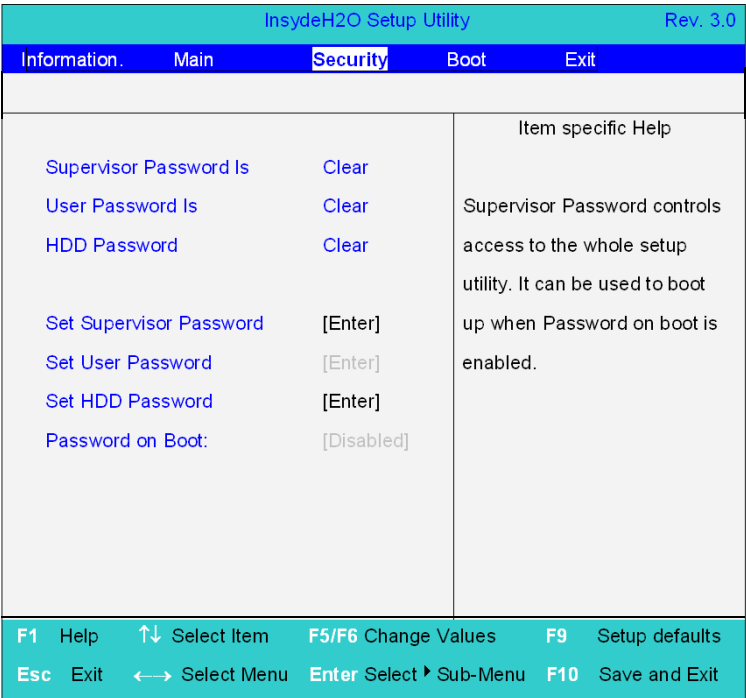 InsydeH2O Setup Utility Rev. 3.0
Information. Main Security Boot Exit
Item specific Help
Supervisor Password Is Clear
User Password Is Clear
HDD Password Clear
Supervisor Password controls
access to the whole setup
utility. It can be used to boot
up when Password on boot is
enabled.
Set Supervisor Password [Enter]
Set User Password [Enter]
Set HDD Password [Enter]
Password on Boot: [Disabled]
F1 Help ↑↓ Select Item F5/F6 Change Values F9 Setup defaults
Esc Exit ←→ Select Menu Enter Select ▶ Sub-Menu F10 Save and Exit